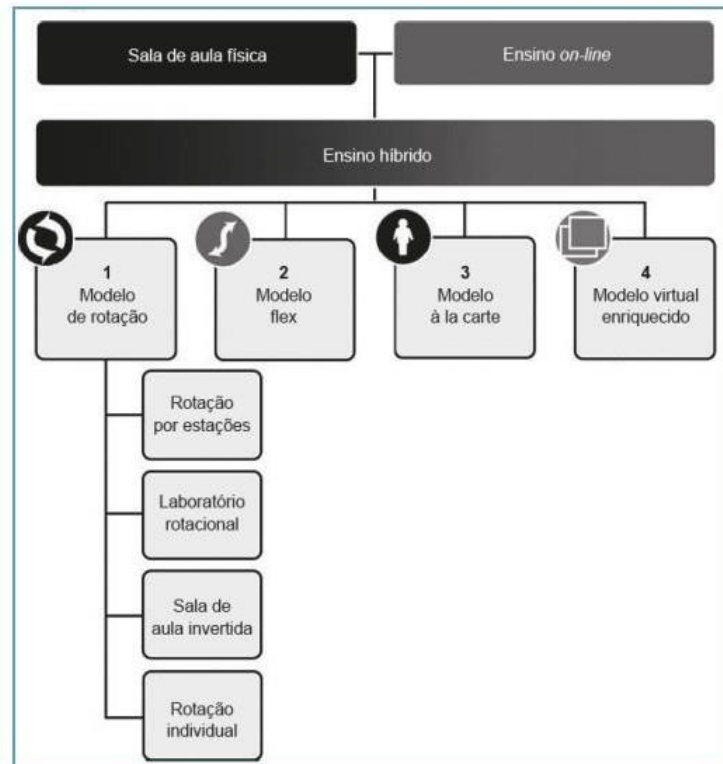 Sala de aula física
Ensino on-line
Ensino híbrido
1
Modelo
de rotação
2
Modelo
flex
3
Modelo
à la carte
4
Modelo virtual
enriquecido
Rotação
por estações
Laboratório
rotacional
Sala de
aula invertida
Rotação
individual